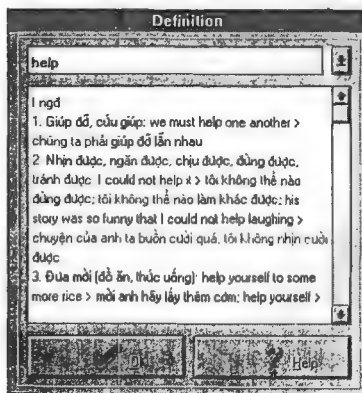 Definition
help
I ngđ
1. Giúp đỡ, cứu giúp: we must help one another >
chúng ta phải giúp đỡ lẫn nhau
2 Nhịn được, ngăn được, chịu được, đừng được,
tránh được: I could not help it > tôi không thể nào
đừng được; tôi không thể nào làm khác được; his
story was so funny that I could not help laughing >
chuyện của anh ta buồn cười quá, tôi không nhịn cười
được
3. Đưa mời (đồ ăn, thức uống): help yourself to some
more rice > mời anh hãy lấy thêm cơm; help yourself >
Ok
? Help